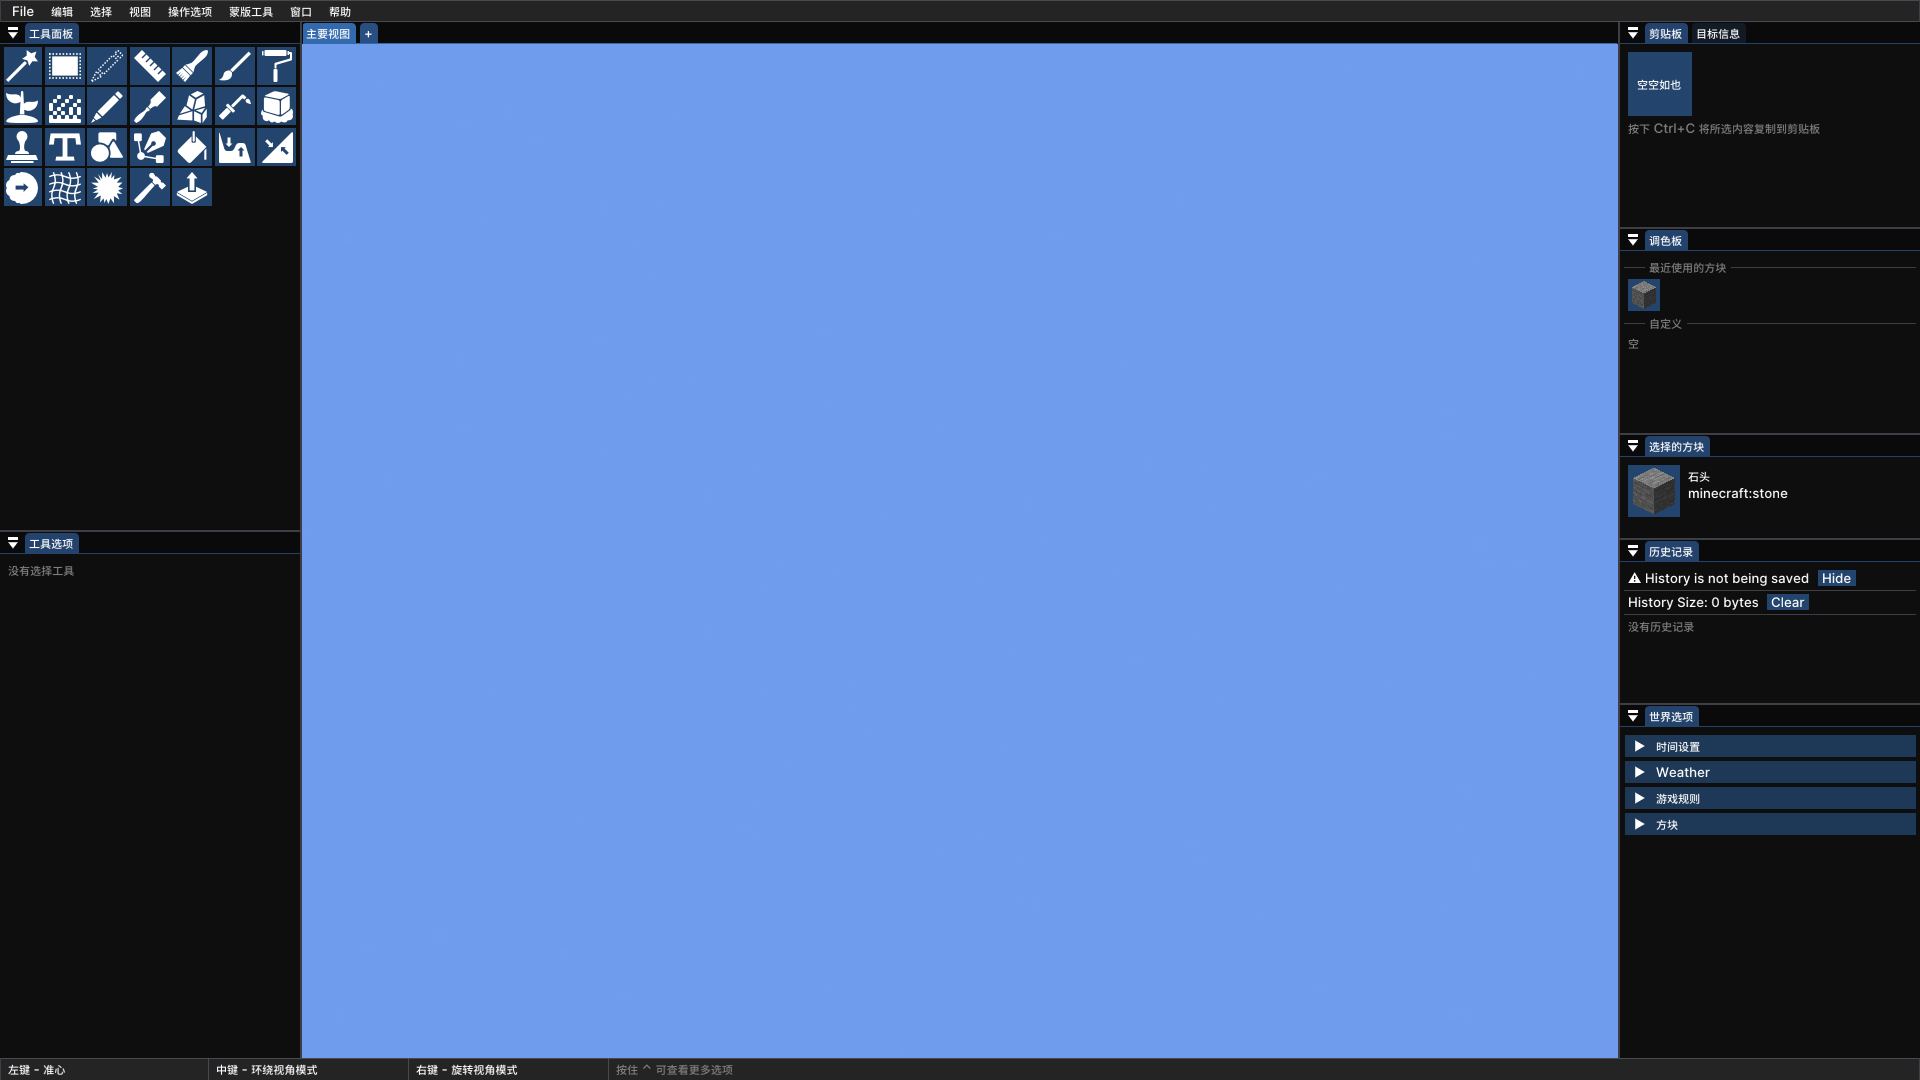 File 编辑 选择 视图 操作选项 蒙版工具 窗口 帮助
工具面板
主要视图 +
剪贴板 目标信息
空空如也
按下 Ctrl+C 将所选内容复制到剪贴板
调色板
最近使用的方块
自定义
空
选择的方块
石头
minecraft:stone
工具选项
没有选择工具
历史记录
History is not being saved Hide
History Size: 0 bytes Clear
没有历史记录
世界选项
时间设置
Weather
游戏规则
方块
左键 - 准心 中键 - 环绕视角模式 右键 - 旋转视角模式 按住 ^ 可查看更多选项